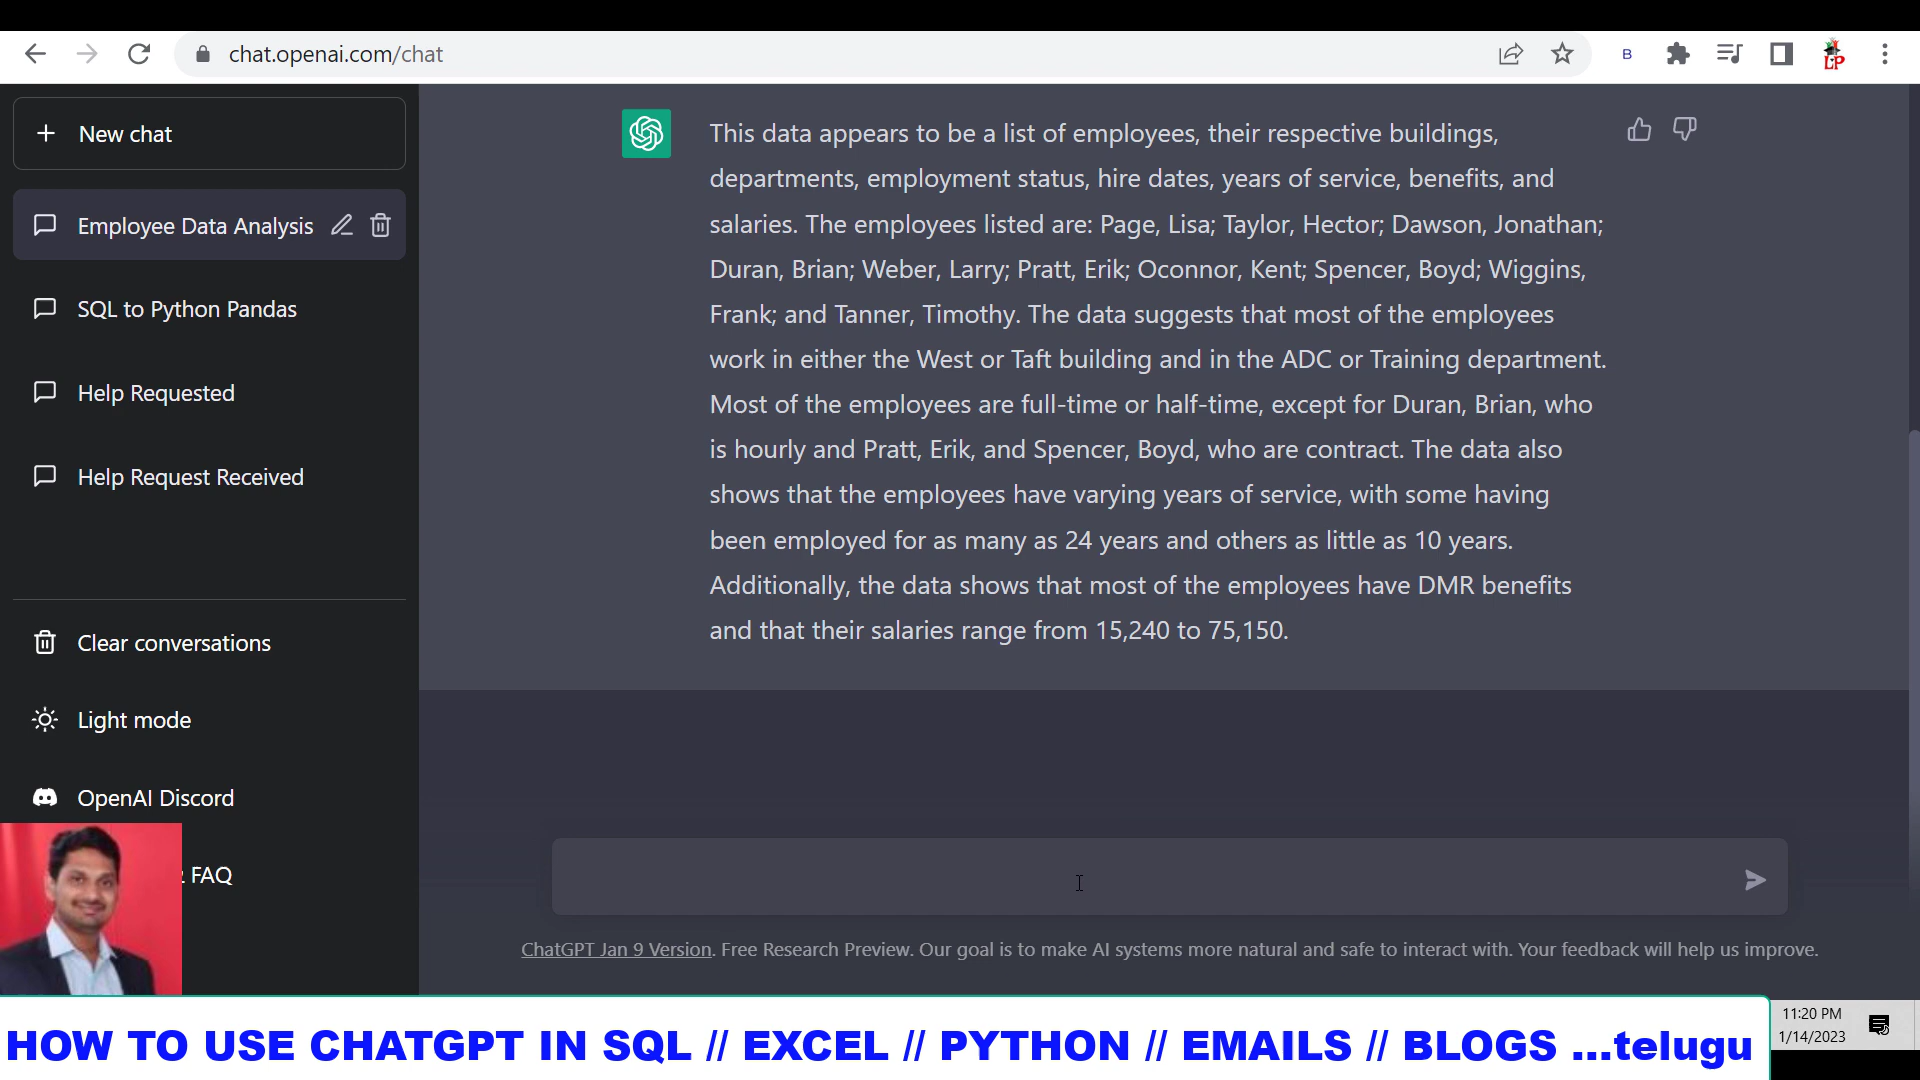 chat.openai.com/chat
B
LP
New chat
Employee Data Analysis
SQL to Python Pandas
Help Requested
Help Request Received
Clear conversations
Light mode
OpenAI Discord
FAQ
This data appears to be a list of employees, their respective buildings,
departments, employment status, hire dates, years of service, benefits, and
salaries. The employees listed are: Page, Lisa; Taylor, Hector; Dawson, Jonathan;
Duran, Brian; Weber, Larry; Pratt, Erik; Oconnor, Kent; Spencer, Boyd; Wiggins,
Frank; and Tanner, Timothy. The data suggests that most of the employees
work in either the West or Taft building and in the ADC or Training department.
Most of the employees are full-time or half-time, except for Duran, Brian, who
is hourly and Pratt, Erik, and Spencer, Boyd, who are contract. The data also
shows that the employees have varying years of service, with some having
been employed for as many as 24 years and others as little as 10 years.
Additionally, the data shows that most of the employees have DMR benefits
and that their salaries range from 15,240 to 75,150.
ChatGPT Jan 9 Version. Free Research Preview. Our goal is to make AI systems more natural and safe to interact with. Your feedback will help us improve.
HOW TO USE CHATGPT IN SQL // EXCEL // PYTHON // EMAILS // BLOGS ...telugu
11:20 PM
1/14/2023